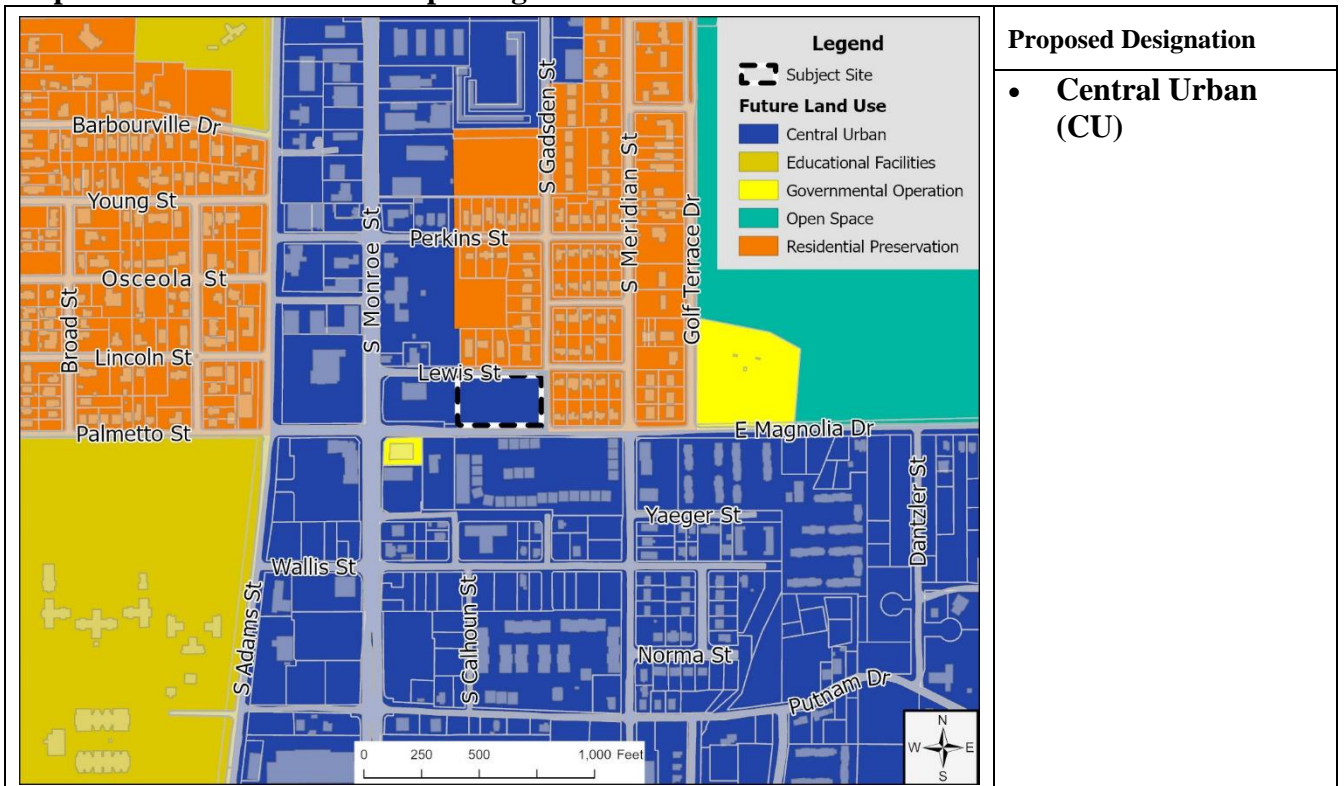 Legend
Subject Site
Future Land Use
Central Urban
Educational Facilities
Governmental Operation
Open Space
Residential Preservation
Barbourville Dr
Young St
Osceola St
Broad St
Lincoln St
Palmetto St
S Monroe St
Perkins St
S Gadsden St
S Meridian St
Golf Terrace Dr
Lewis St
E Magnolia Dr
Yaeger St
Dantzler St
Wallis St
S Adams St
S Calhoun St
Norma St
Putnam Dr
0 250 500 1,000 Feet
N
W E
S
Proposed Designation
• Central Urban
(CU)